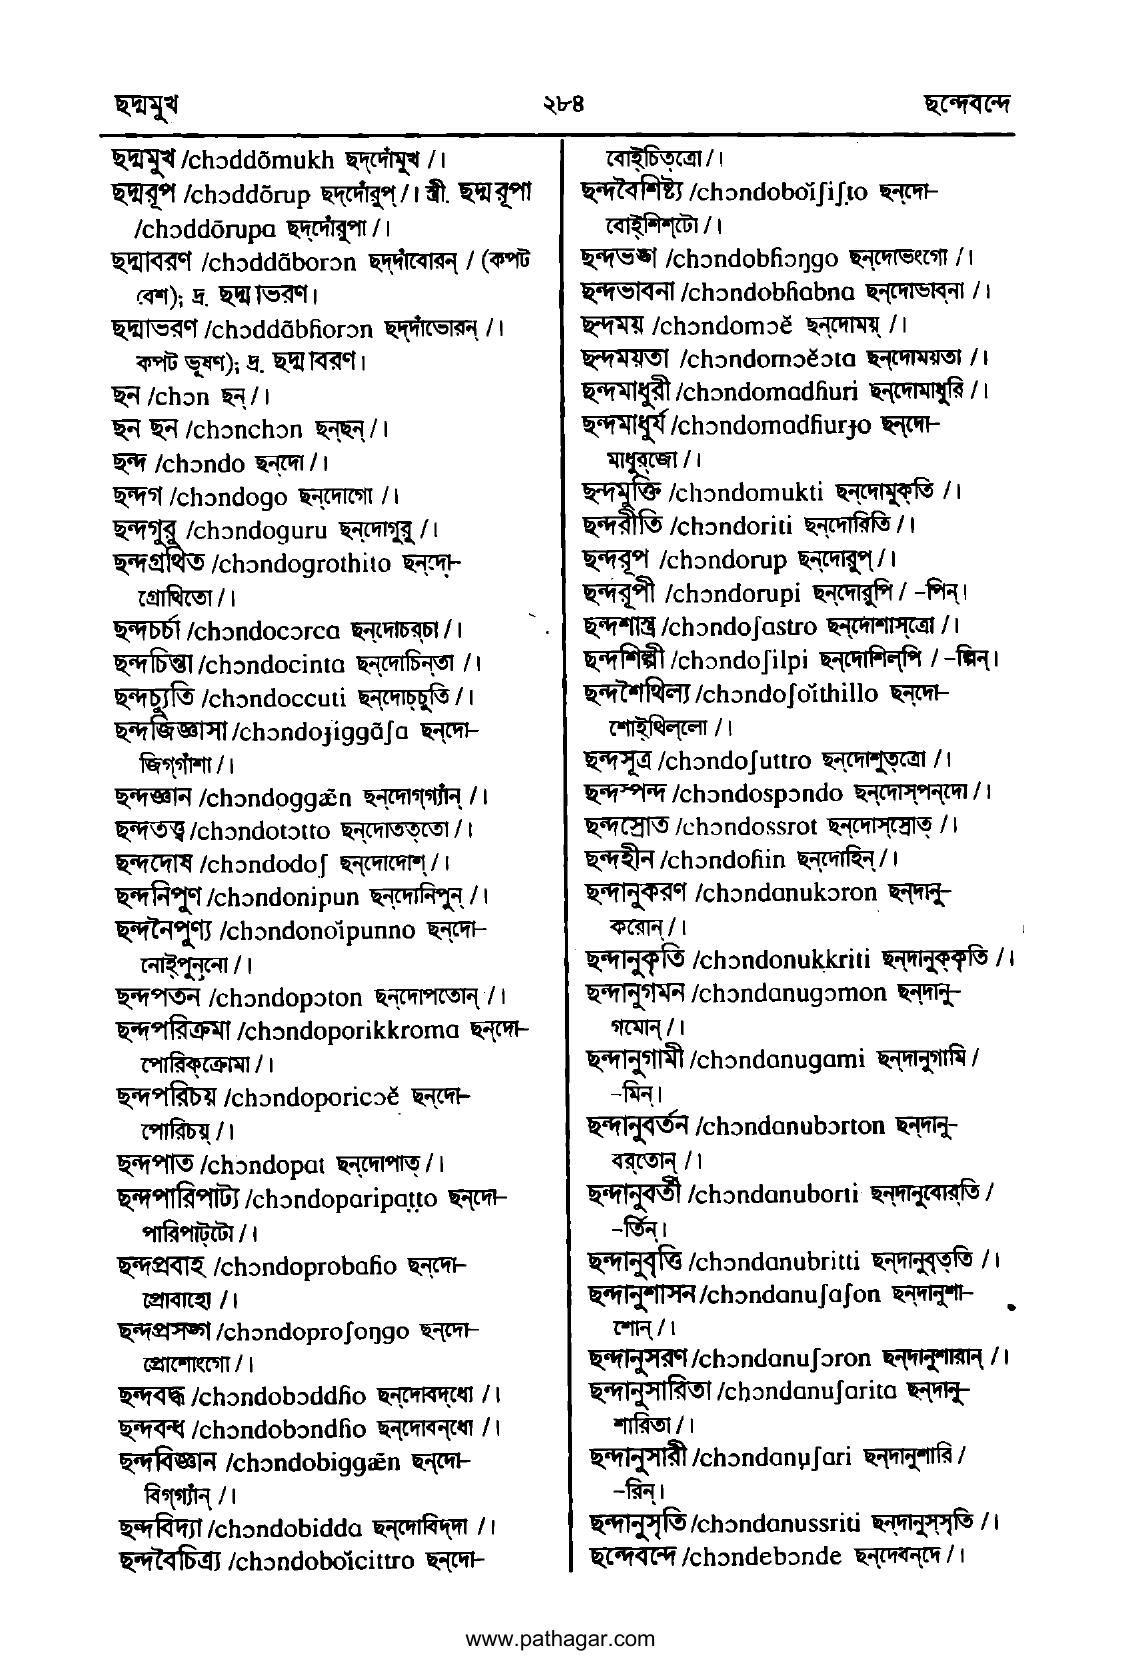 ছদ্মমুখ ২৮৪ ছন্দেবন্দে
ছদ্মমুখ /chɔddõmukh ছদ্‌দোঁমুখ /।
ছদ্মরূপ /chɔddõrup ছদ্‌দোঁরুপ্ /। স্ত্রী. ছদ্মরূপা
/chɔddõrupa ছদ্‌দোঁরুপা /।
ছদ্মাবরণ /chɔddãborɔn ছদ্‌দাঁবোরন্ / (কপট
বেশ); দ্র. ছদ্মাভরণ।
ছদ্মাভরণ /chɔddãbɦorɔn ছদ্‌দাঁভোরন্ /।
কপট ভূষণ); দ্র. ছদ্মাবরণ।
ছন /chɔn ছন্ /।
ছন ছন /chɔnchɔn ছন্‌ছন্ /।
ছন্দ /chɔndo ছন্‌দো /।
ছন্দগ /chɔndogo ছন্‌দোগো /।
ছন্দগুরু /chɔndoguru ছন্‌দোগুরু /।
ছন্দগ্রথিত /chɔndogrothito ছন্‌দো-
গ্রোথিতো /।
ছন্দচর্চা /chɔndocɔrca ছন্‌দোচর্‌চা /।
ছন্দচিন্তা /chɔndocinta ছন্‌দোচিন্‌তা /।
ছন্দচ্যুতি /chɔndoccuti ছন্‌দোচ্‌চুতি /।
ছন্দজিজ্ঞাসা /chɔndoɟiggãʃa ছন্‌দো-
জিগ্‌গাঁশা /।
ছন্দজ্ঞান /chɔndoggæ̃n ছন্‌দোগ্‌গ্যাঁন্ /।
ছন্দতত্ত্ব /chɔndotɔtto ছন্‌দোতত্‌তো /।
ছন্দদোষ /chɔndodoʃ ছন্‌দোদোশ্ /।
ছন্দনিপুণ /chɔndonipun ছন্‌দোনিপুন্ /।
ছন্দনৈপুণ্য /chɔndonoĭpunno ছন্‌দো-
নোই্‌পুন্‌নো /।
ছন্দপতন /chɔndopɔton ছন্‌দোপতোন্ /।
ছন্দপরিক্রমা /chɔndoporikkroma ছন্‌দো-
পোরিক্‌ক্রোমা /।
ছন্দপরিচয় /chɔndoporicɔĕ ছন্‌দো-
পোরিচয়্ /।
ছন্দপাত /chɔndopat ছন্‌দোপাত্ /।
ছন্দপারিপাট্য /chɔndoparipaṭṭo ছন্‌দো-
পারিপাট্‌টো /।
ছন্দপ্রবাহ /chɔndoprobaɦo ছন্‌দো-
প্রোবাহো /।
ছন্দপ্রসঙ্গ /chɔndoproʃoŋgo ছন্‌দো-
প্রোশোংগো /।
ছন্দবদ্ধ /chɔndobɔddɦo ছন্‌দোবদ্‌ধো /।
ছন্দবন্ধ /chɔndobɔndɦo ছন্‌দোবন্‌ধো /।
ছন্দবিজ্ঞান /chɔndobiggæ̃n ছন্‌দো-
বিগ্‌গ্যাঁন্ /।
ছন্দবিদ্যা /chɔndobidda ছন্‌দোবিদ্‌দা /।
ছন্দবৈচিত্র্য /chɔndoboĭcittro ছন্‌দো-
বোই্‌চিত্‌ত্রো /।
ছন্দবৈশিষ্ট্য /chɔndoboĭʃiʃṭo ছন্‌দো-
বোই্‌শিশ্‌টো /।
ছন্দভঙ্গ /chɔndobɦɔŋgo ছন্‌দোভংগো /।
ছন্দভাবনা /chɔndobɦabna ছন্‌দোভাব্‌না /।
ছন্দময় /chɔndomɔĕ ছন্‌দোময়্ /।
ছন্দময়তা /chɔndomɔĕɔta ছন্‌দোময়তা /।
ছন্দমাধুরী /chɔndomadɦuri ছন্‌দোমাধুরি /।
ছন্দমাধুর্য /chɔndomadɦurɟo ছন্‌দো-
মাধুর্‌জো /।
ছন্দমুক্তি /chɔndomukti ছন্‌দোমুক্‌তি /।
ছন্দরীতি /chɔndoriti ছন্‌দোরিতি /।
ছন্দরূপ /chɔndorup ছন্‌দোরুপ্ /।
ছন্দরূপী /chɔndorupi ছন্‌দোরুপি / -পিন্।
ছন্দশাস্ত্র /chɔndoʃastro ছন্‌দোশাস্‌ত্রো /।
ছন্দশিল্পী /chɔndoʃilpi ছন্‌দোশিল্‌পি / -ল্পিন্।
ছন্দশৈথিল্য /chɔndoʃoĭthillo ছন্‌দো-
শোই্‌থিল্‌লো /।
ছন্দসূত্র /chɔndoʃuttro ছন্‌দোশুত্‌ত্রো /।
ছন্দস্পন্দ /chɔndospɔndo ছন্‌দোস্‌পন্‌দো /।
ছন্দস্রোত /chɔndossrot ছন্‌দোস্‌স্রোত্ /।
ছন্দহীন /chɔndoɦin ছন্‌দোহিন্ /।
ছন্দানুকরণ /chɔndanukɔron ছন্‌দানু-
করোন্ /।
ছন্দানুকৃতি /chɔndonukkriti ছন্‌দানুক্‌কৃতি /।
ছন্দানুগমন /chɔndanugɔmon ছন্‌দানু-
গমোন্ /।
ছন্দানুগামী /chɔndanugami ছন্‌দানুগামি /
-মিন্।
ছন্দানুবর্তন /chɔndanubɔrton ছন্‌দানু-
বর্‌তোন্ /।
ছন্দানুবর্তী /chɔndanuborti ছন্‌দানুবোর্‌তি /
-র্তিন্।
ছন্দানুবৃত্তি /chɔndanubritti ছন্‌দানুবৃত্‌তি /।
ছন্দানুশাসন /chɔndanuʃaʃon ছন্‌দানুশা-
শোন্ /।
ছন্দানুসরণ /chɔndanuʃɔron ছন্‌দানুশারান্ /।
ছন্দানুসারিতা /chɔndanuʃarita ছন্‌দানু-
শারিতা /।
ছন্দানুসারী /chɔndanuʃari ছন্‌দানুশারি /
-রিন্।
ছন্দানুসৃতি /chɔndanussriti ছন্‌দানুস্‌সৃতি /।
ছন্দেবন্দে /chɔndebɔnde ছন্‌দেবন্‌দে /।
www.pathagar.com